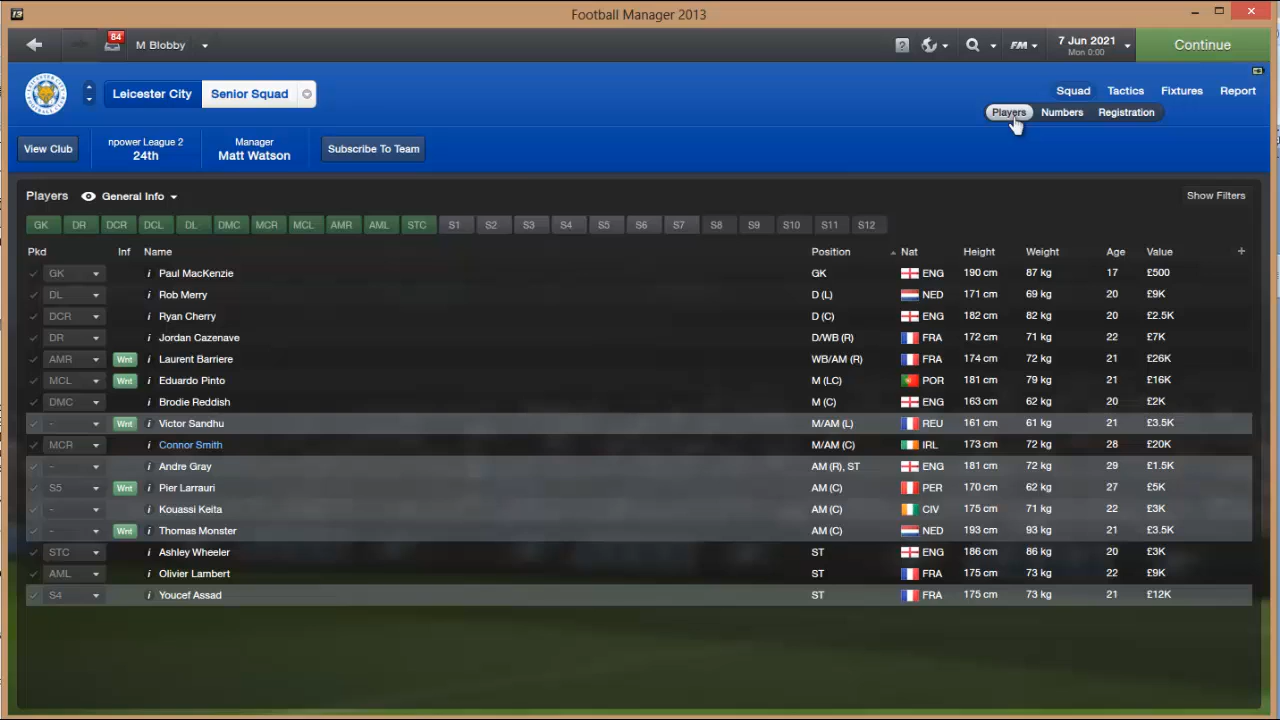 13 Football Manager 2013
84 M Blobby ? FM 7 Jun 2021 Mon 0:00 Continue
Leicester City Senior Squad Squad Tactics Fixtures Report
Players Numbers Registration
View Club npower League 2 24th Manager Matt Watson Subscribe To Team
Players General Info Show Filters
GK DR DCR DCL DL DMC MCR MCL AMR AML STC S1 S2 S3 S4 S5 S6 S7 S8 S9 S10 S11 S12
Pkd Inf Name Position Nat Height Weight Age Value +
GK i Paul MacKenzie GK ENG 190 cm 87 kg 17 £500
DL i Rob Merry D (L) NED 171 cm 69 kg 20 £9K
DCR i Ryan Cherry D (C) ENG 182 cm 82 kg 20 £2.5K
DR i Jordan Cazenave D/WB (R) FRA 172 cm 71 kg 22 £7K
AMR Wnt i Laurent Barriere WB/AM (R) FRA 174 cm 72 kg 21 £26K
MCL Wnt i Eduardo Pinto M (LC) POR 181 cm 79 kg 21 £16K
DMC i Brodie Reddish M (C) ENG 163 cm 62 kg 20 £2K
- Wnt i Victor Sandhu M/AM (L) REU 161 cm 61 kg 21 £3.5K
MCR i Connor Smith M/AM (C) IRL 173 cm 72 kg 28 £20K
- i Andre Gray AM (R), ST ENG 181 cm 72 kg 29 £1.5K
S5 Wnt i Pier Larrauri AM (C) PER 170 cm 62 kg 27 £5K
- i Kouassi Keita AM (C) CIV 175 cm 71 kg 22 £3K
- Wnt i Thomas Monster AM (C) NED 193 cm 93 kg 21 £3.5K
STC i Ashley Wheeler ST ENG 186 cm 86 kg 20 £3K
AML i Olivier Lambert ST FRA 175 cm 73 kg 22 £9K
S4 i Youcef Assad ST FRA 175 cm 73 kg 21 £12K